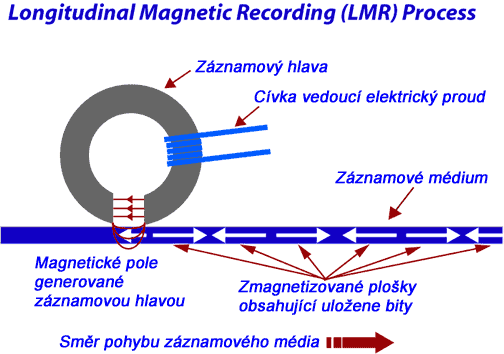 Longitudinal Magnetic Recording (LMR) Process
Záznamový hlava
Cívka vedoucí elektrický proud
Záznamové médium
Magnetické pole
generované
záznamovou hlavou
Zmagnetizované plošky
obsahující uložene bity
Směr pohybu záznamového média